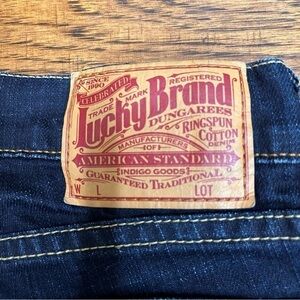 SINCE 1990
CELEBRATED
REGISTERED
TRADE MARK
Lucky Brand
DUNGAREES
RINGSPUN
COTTON
DENIM
MANUFACTURERS
OF
AMERICAN STANDARD
INDIGO GOODS
GUARANTEED TRADITIONAL
W L LOT